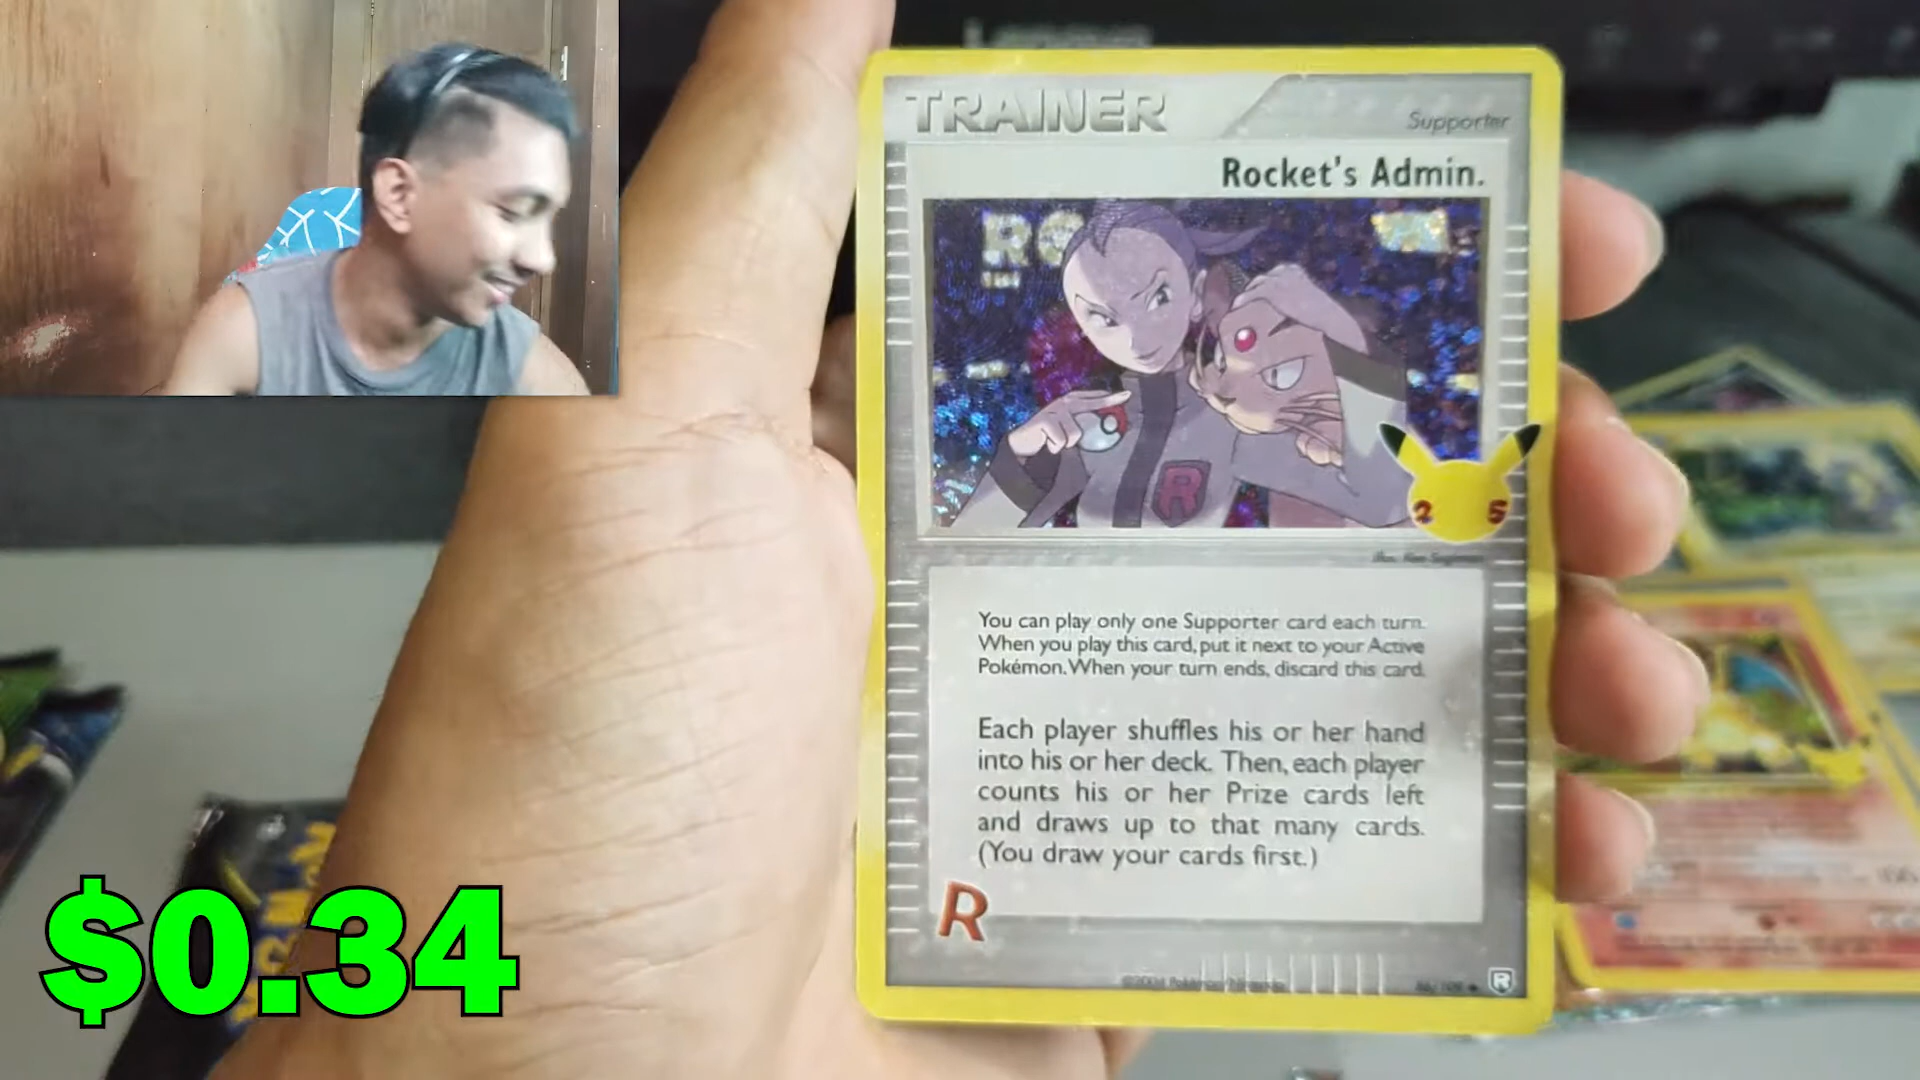 TRAINER
Supporter
Rocket's Admin.
R
2 5
You can play only one Supporter card each turn.
When you play this card, put it next to your Active
Pokémon. When your turn ends, discard this card.
Each player shuffles his or her hand
into his or her deck. Then, each player
counts his or her Prize cards left
and draws up to that many cards.
(You draw your cards first.)
R
©2004 Pokémon/Nintendo
R
$0.34